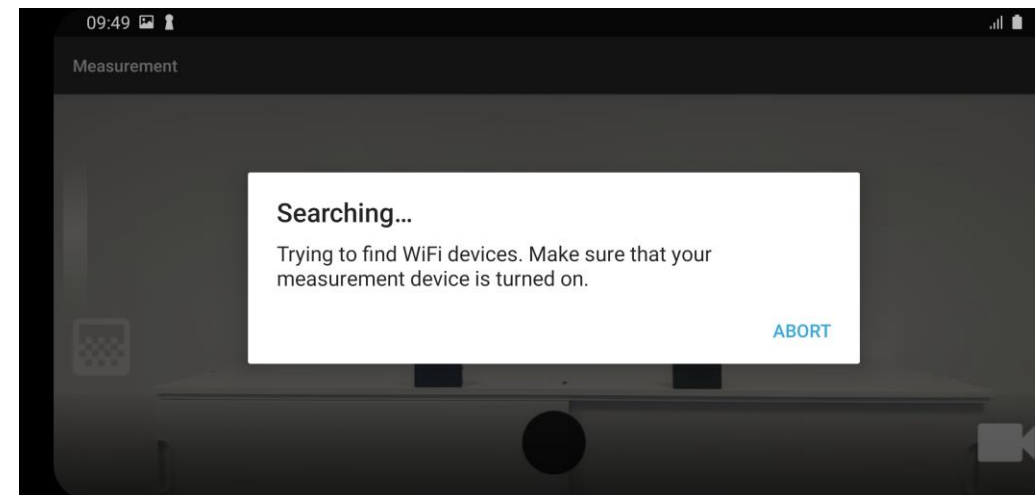 09:49
Measurement
Searching...
Trying to find WiFi devices. Make sure that your
measurement device is turned on.
ABORT